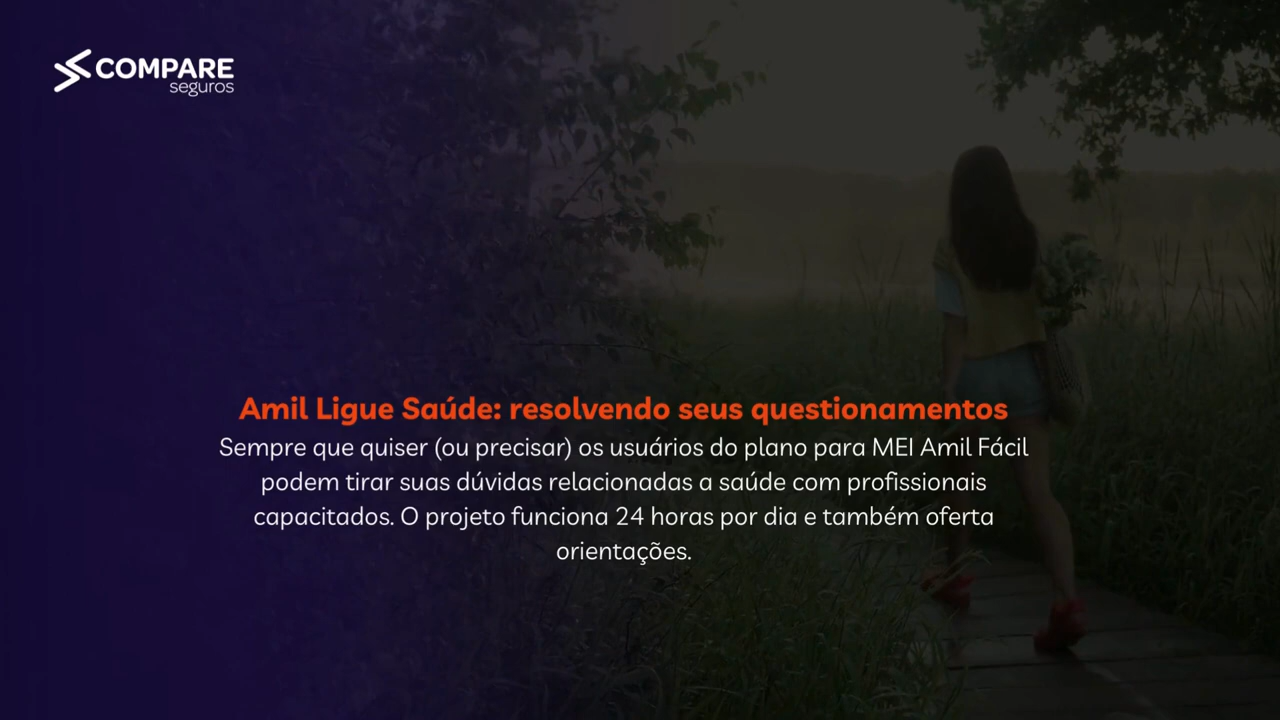 COMPARE
seguros
Amil Ligue Saúde: resolvendo seus questionamentos
Sempre que quiser (ou precisar) os usuários do plano para MEI Amil Fácil
podem tirar suas dúvidas relacionadas a saúde com profissionais
capacitados. O projeto funciona 24 horas por dia e também oferta
orientações.